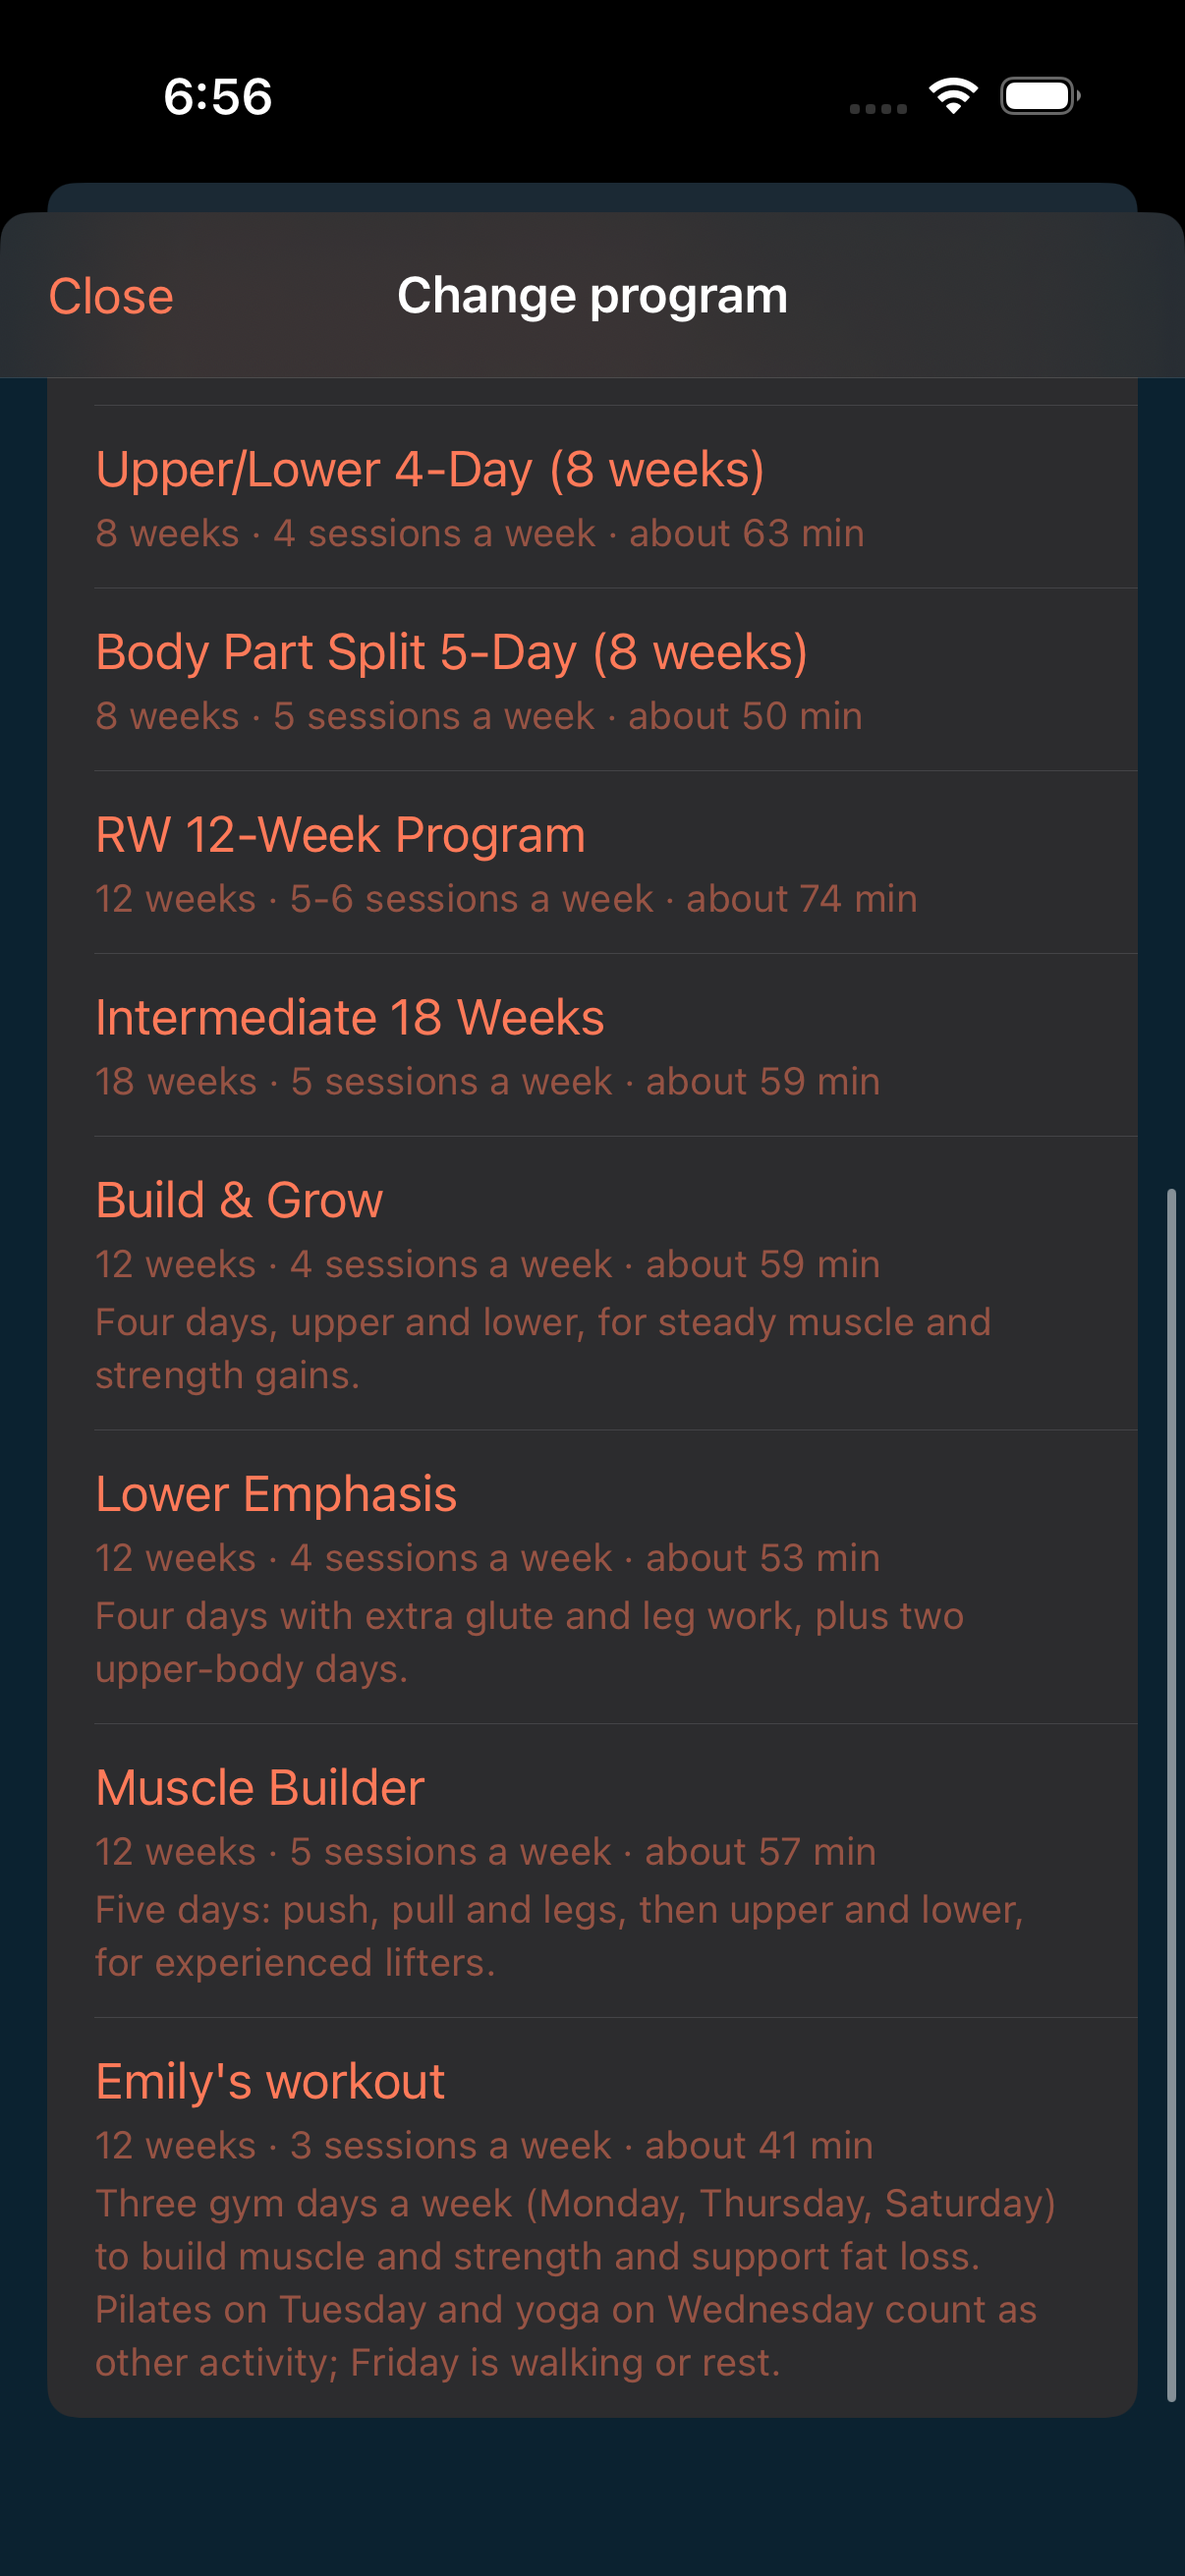 6:56
Close
Change program
Upper/Lower 4-Day (8 weeks)
8 weeks · 4 sessions a week · about 63 min
Body Part Split 5-Day (8 weeks)
8 weeks · 5 sessions a week · about 50 min
RW 12-Week Program
12 weeks · 5-6 sessions a week · about 74 min
Intermediate 18 Weeks
18 weeks · 5 sessions a week · about 59 min
Build & Grow
12 weeks · 4 sessions a week · about 59 min
Four days, upper and lower, for steady muscle and
strength gains.
Lower Emphasis
12 weeks · 4 sessions a week · about 53 min
Four days with extra glute and leg work, plus two
upper-body days.
Muscle Builder
12 weeks · 5 sessions a week · about 57 min
Five days: push, pull and legs, then upper and lower,
for experienced lifters.
Emily's workout
12 weeks · 3 sessions a week · about 41 min
Three gym days a week (Monday, Thursday, Saturday)
to build muscle and strength and support fat loss.
Pilates on Tuesday and yoga on Wednesday count as
other activity; Friday is walking or rest.